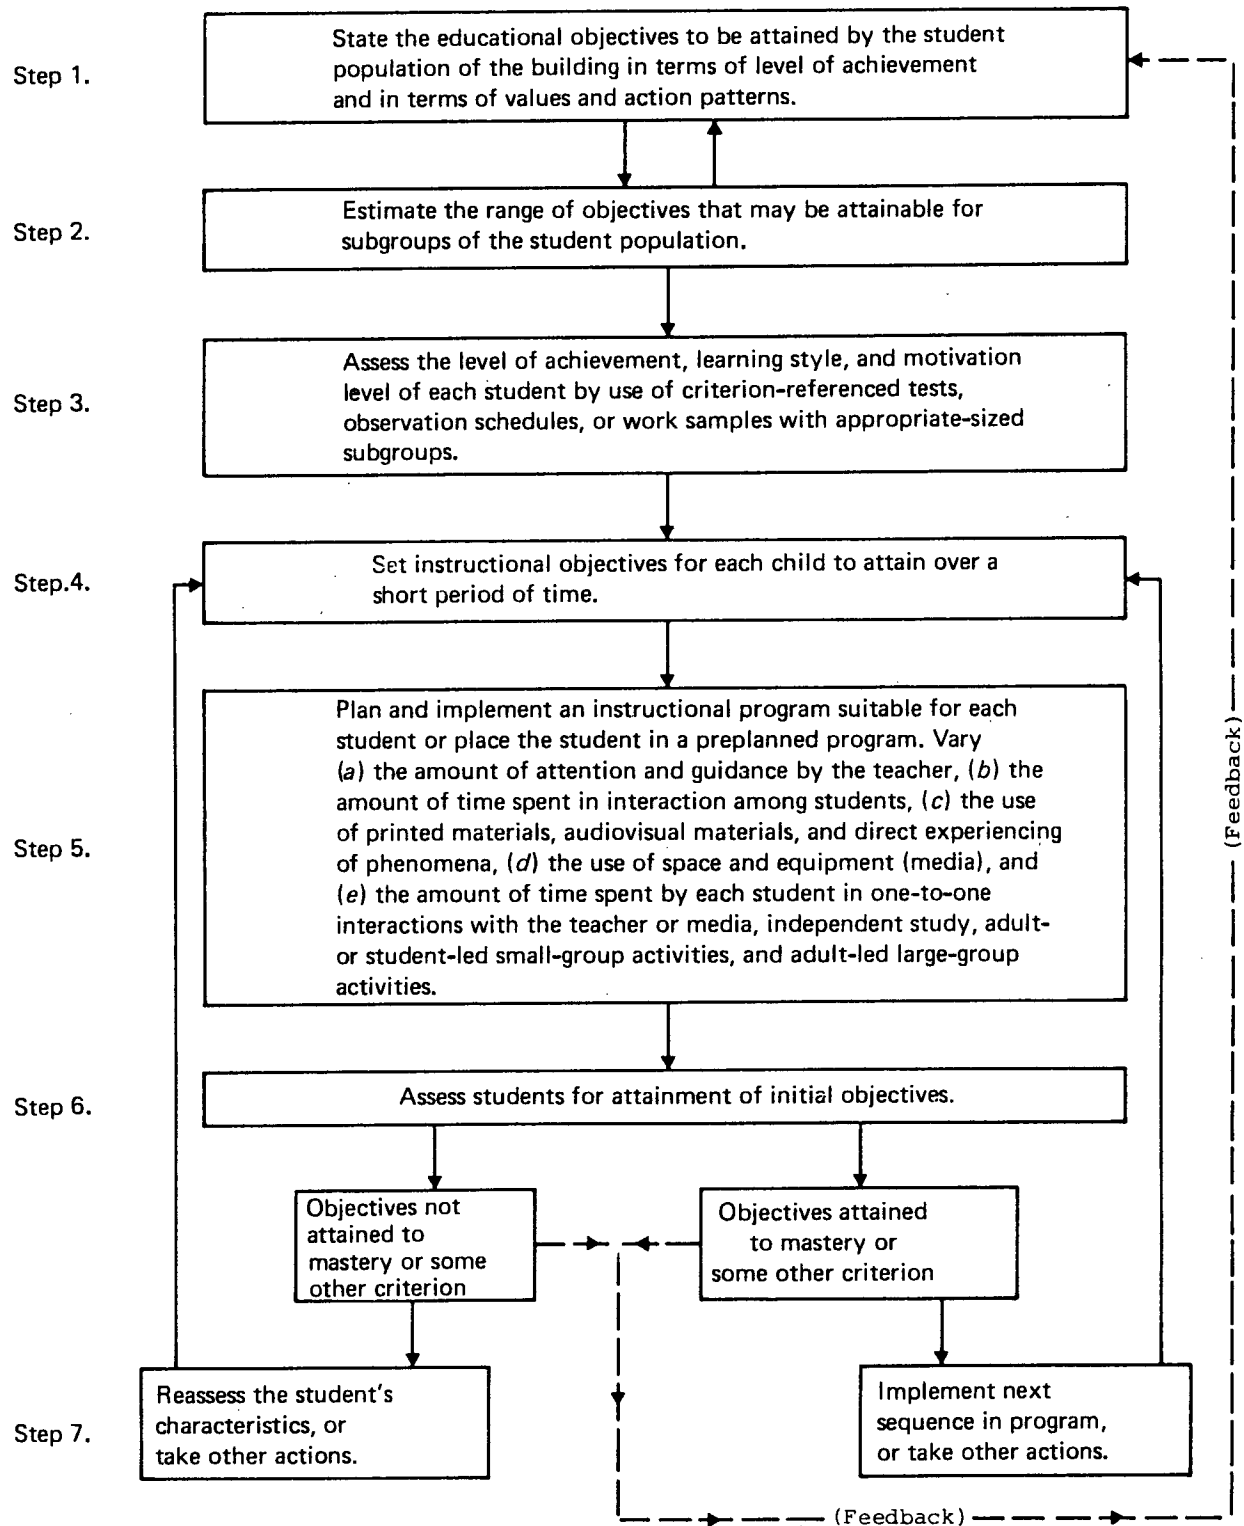 Step 1.
State the educational objectives to be attained by the student
population of the building in terms of level of achievement
and in terms of values and action patterns.
Step 2.
Estimate the range of objectives that may be attainable for
subgroups of the student population.
Step 3.
Assess the level of achievement, learning style, and motivation
level of each student by use of criterion-referenced tests,
observation schedules, or work samples with appropriate-sized
subgroups.
Step.4.
Set instructional objectives for each child to attain over a
short period of time.
Step 5.
Plan and implement an instructional program suitable for each
student or place the student in a preplanned program. Vary
(a) the amount of attention and guidance by the teacher, (b) the
amount of time spent in interaction among students, (c) the use
of printed materials, audiovisual materials, and direct experiencing
of phenomena, (d) the use of space and equipment (media), and
(e) the amount of time spent by each student in one-to-one
interactions with the teacher or media, independent study, adult-
or student-led small-group activities, and adult-led large-group
activities.
Step 6.
Assess students for attainment of initial objectives.
Objectives not
attained to
mastery or some
other criterion
Objectives attained
to mastery or
some other criterion
Step 7.
Reassess the student's
characteristics, or
take other actions.
Implement next
sequence in program,
or take other actions.
(Feedback)
(Feedback)